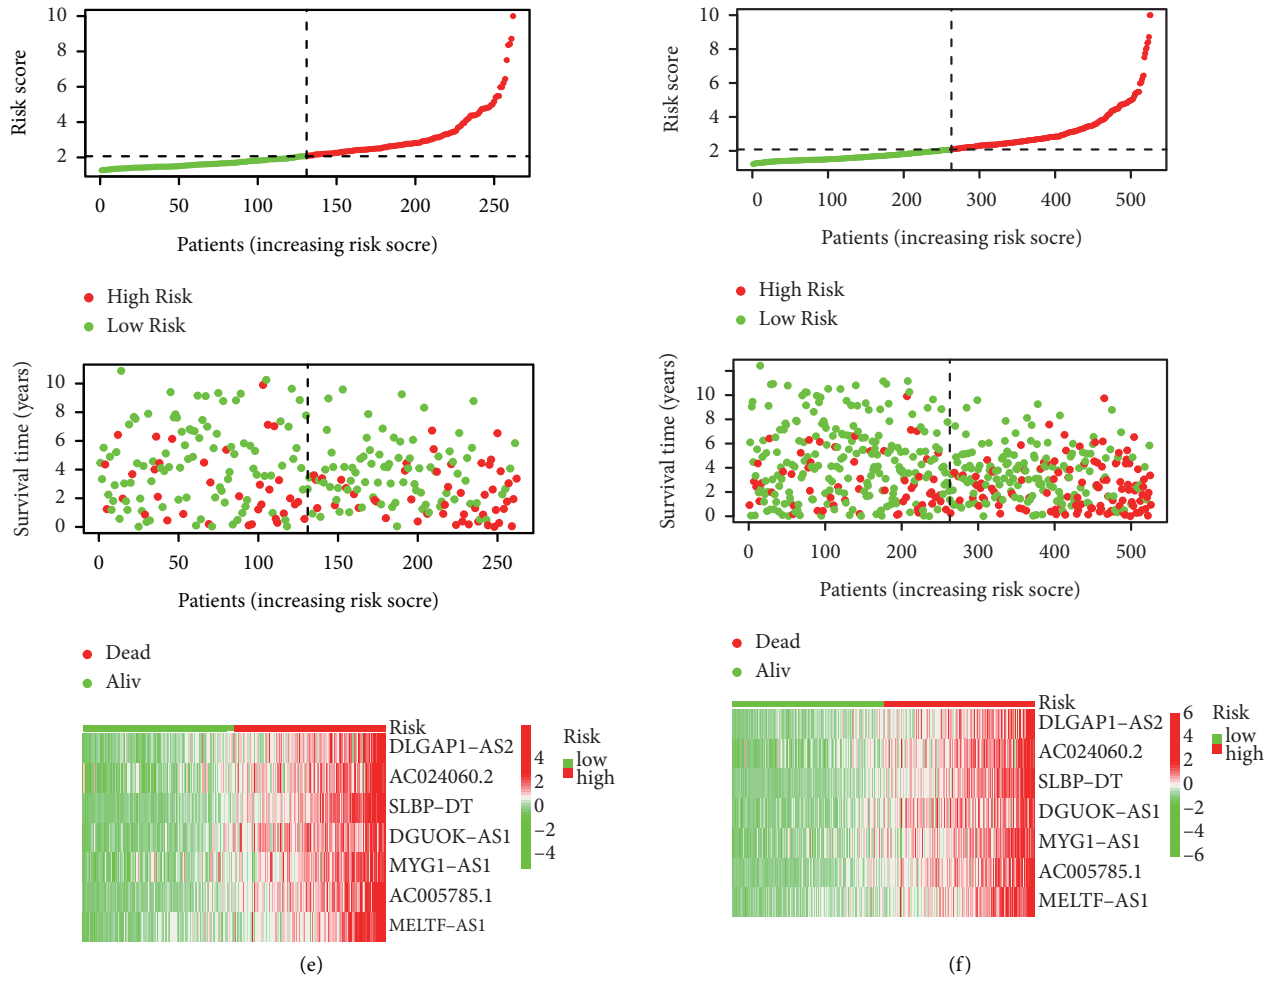 Risk score
10
8
6
4
2
0 50 100 150 200 250
Patients (increasing risk socre)
High Risk
Low Risk
Survival time (years)
10
8
6
4
2
0
0 50 100 150 200 250
Patients (increasing risk socre)
Dead
Aliv
Risk
DLGAP1–AS2
AC024060.2
SLBP–DT
DGUOK–AS1
MYG1–AS1
AC005785.1
MELTF–AS1
4
2
0
–2
–4
Risk
low
high
(e)
Risk score
10
8
6
4
2
0 100 200 300 400 500
Patients (increasing risk socre)
High Risk
Low Risk
Survival time (years)
10
8
6
4
2
0
0 100 200 300 400 500
Patients (increasing risk socre)
Dead
Aliv
Risk
DLGAP1–AS2
AC024060.2
SLBP–DT
DGUOK–AS1
MYG1–AS1
AC005785.1
MELTF–AS1
6
4
2
0
–2
–4
–6
Risk
low
high
(f)